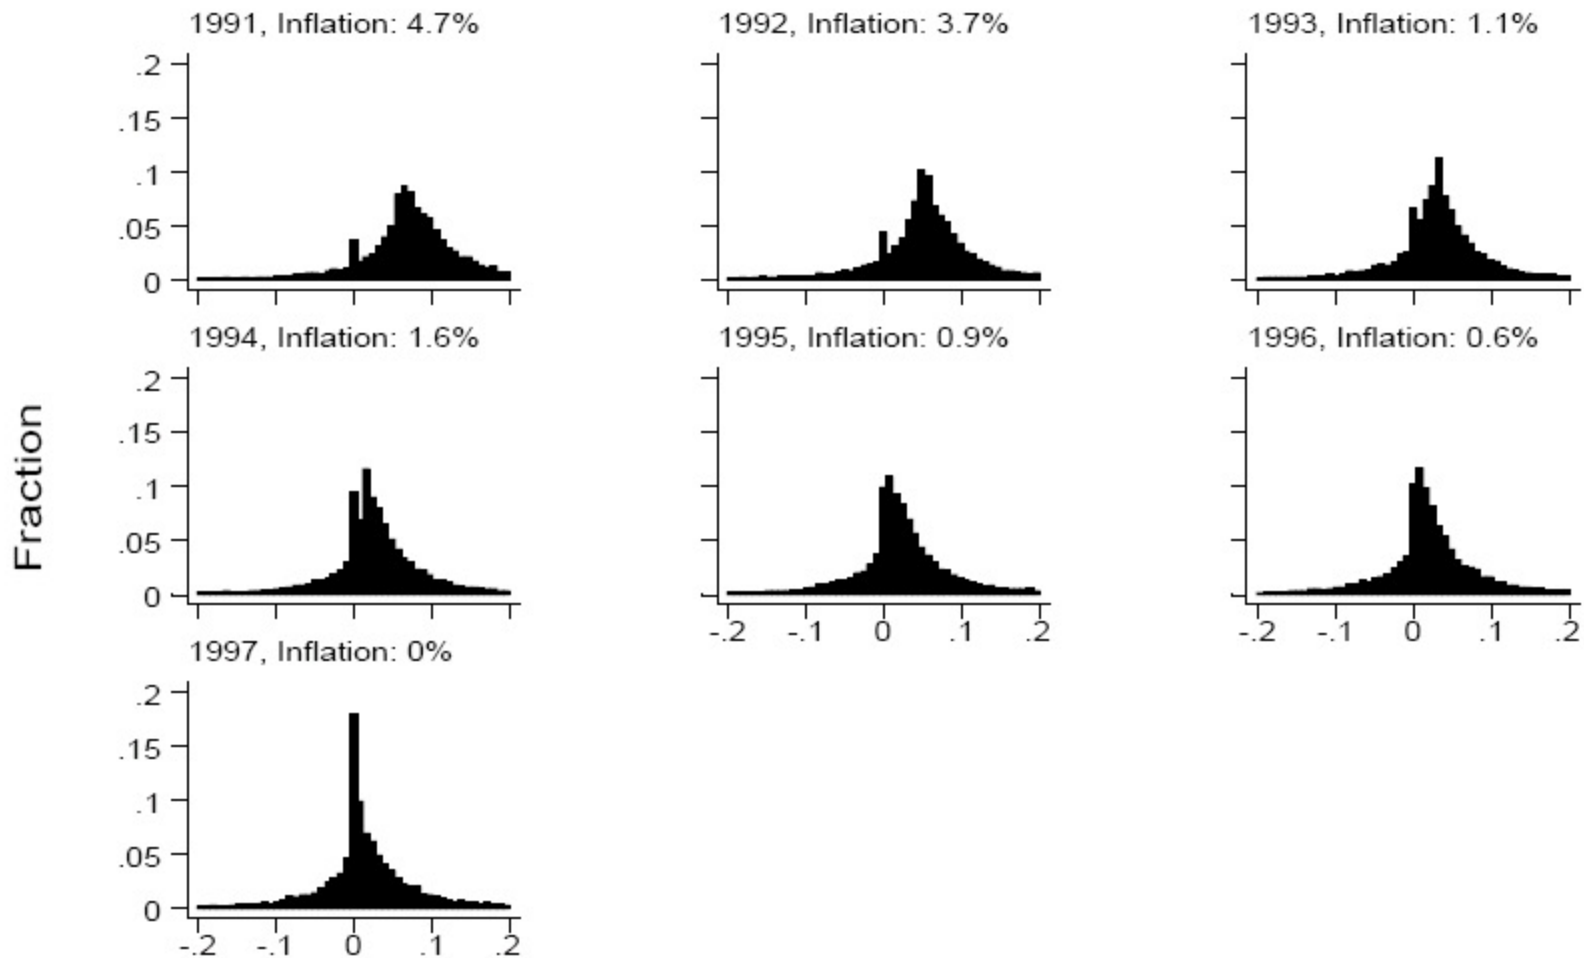 1991, Inflation: 4.7%
1992, Inflation: 3.7%
1993, Inflation: 1.1%
.2
.15
.1
.05
0
1994, Inflation: 1.6%
1995, Inflation: 0.9%
1996, Inflation: 0.6%
.2
.15
.1
.05
0
-.2 -.1 0 .1 .2
-.2 -.1 0 .1 .2
Fraction
1997, Inflation: 0%
.2
.15
.1
.05
0
-.2 -.1 0 .1 .2